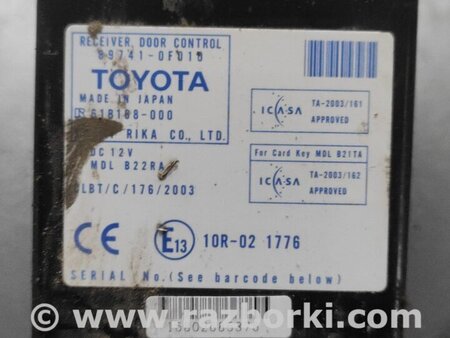 RECEIVER, DOOR CONTROL
89741-0F010
TOYOTA
MADE IN JAPAN
618108-000
RIKA CO., LTD.
DC 12V
MDL B22RA
LBT/C/176/2003
ICASA
TA-2003/161
APPROVED
For Card Key MDL B21TA
ICASA
TA-2003/162
APPROVED
CE E13 10R-02 1776
SERIAL No.(See barcode below)
www.razborki.com